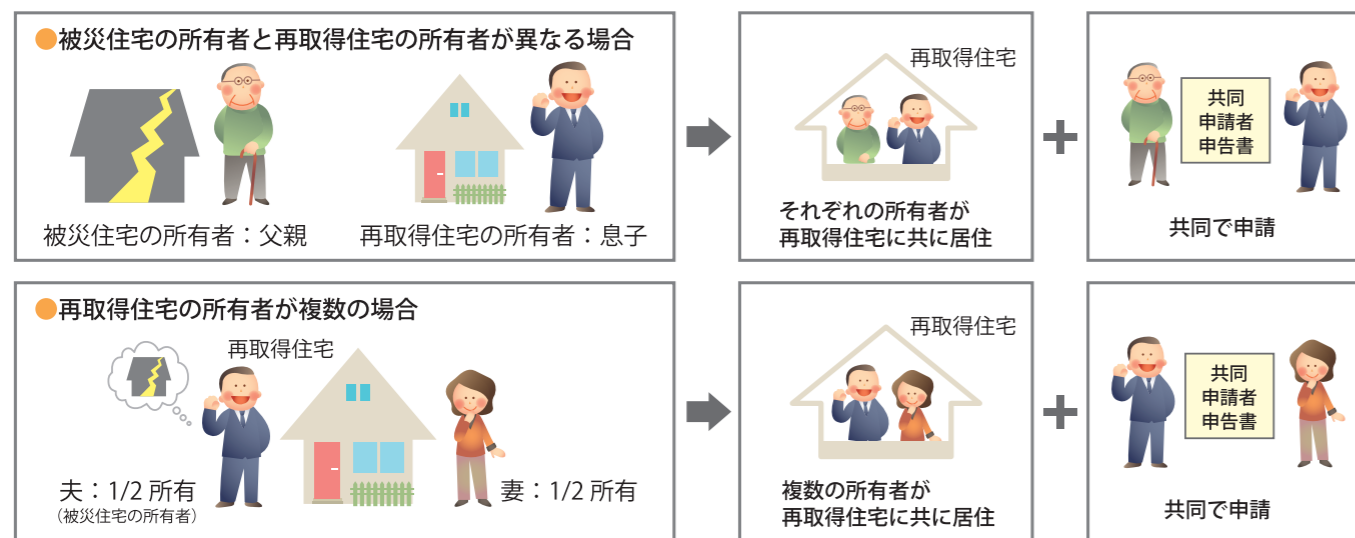 ●被災住宅の所有者と再取得住宅の所有者が異なる場合
被災住宅の所有者：父親
再取得住宅の所有者：息子
再取得住宅
それぞれの所有者が
再取得住宅に共に居住
+
共同
申請者
申告書
共同で申請
●再取得住宅の所有者が複数の場合
再取得住宅
夫：1/2 所有
（被災住宅の所有者）
妻：1/2 所有
再取得住宅
複数の所有者が
再取得住宅に共に居住
+
共同
申請者
申告書
共同で申請